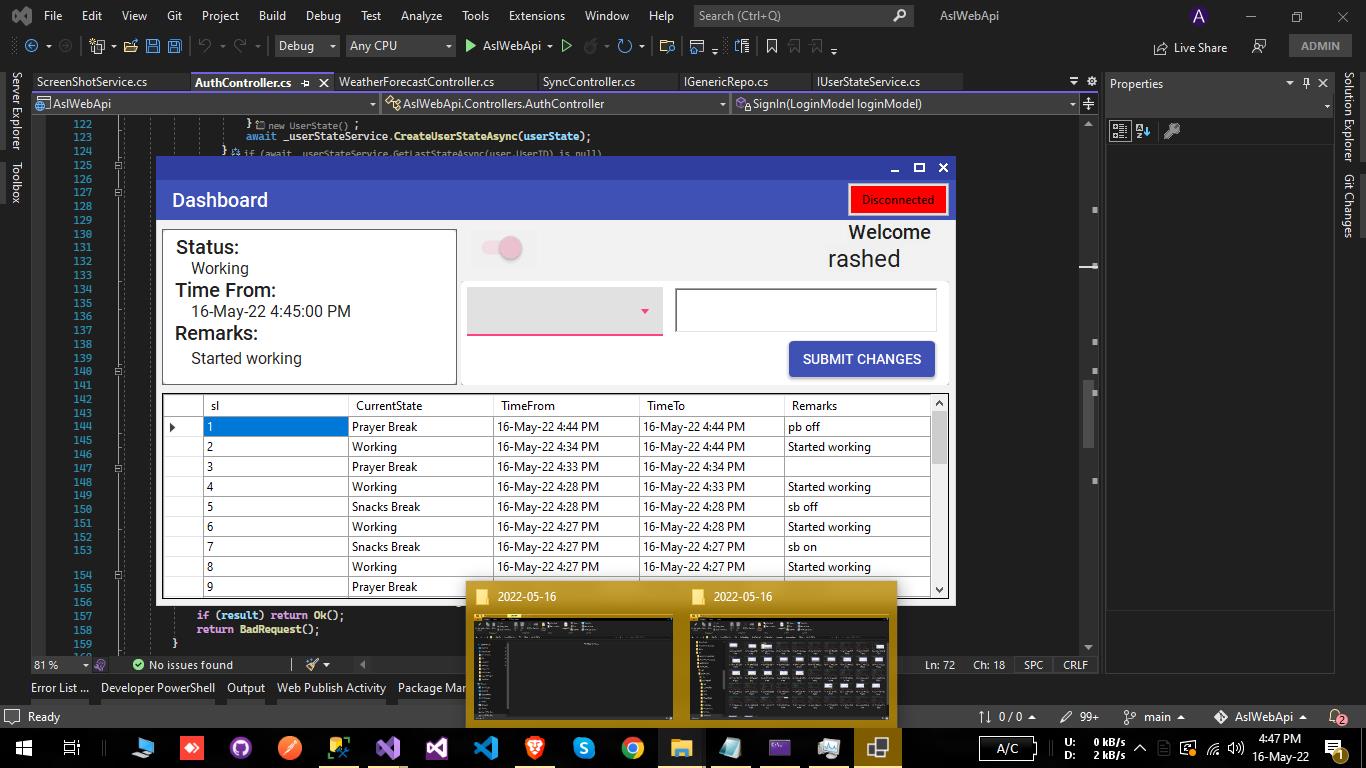 File Edit View Git Project Build Debug Test Analyze Tools Extensions Window Help Search (Ctrl+Q) AslWebApi A
Debug Any CPU AslWebApi Live Share ADMIN
ScreenShotService.cs AuthController.cs WeatherForecastController.cs SyncController.cs IGenericRepo.cs IUserStateService.cs Properties
AslWebApi AslWebApi.Controllers.AuthController SignIn(LoginModel loginModel)
Server Explorer
Toolbox
Solution Explorer
Git Changes
122 } new UserState() ;
123 await _userStateService.CreateUserStateAsync(userState);
124 } if (await _userStateService.GetLastStateAsync(user.UserID) is null)
125
126
127
128
129
130
131
132
133
134
135
136
137
138
139
140
141
142
143
144
145
146
147
148
149
150
151
152
153
154
155
156
157 if (result) return Ok();
158 return BadRequest();
159 }
Dashboard Disconnected
Status:
Working
Time From:
16-May-22 4:45:00 PM
Remarks:
Started working
Welcome
rashed
SUBMIT CHANGES
sl CurrentState TimeFrom TimeTo Remarks
1 Prayer Break 16-May-22 4:44 PM 16-May-22 4:44 PM pb off
2 Working 16-May-22 4:34 PM 16-May-22 4:44 PM Started working
3 Prayer Break 16-May-22 4:33 PM 16-May-22 4:34 PM
4 Working 16-May-22 4:28 PM 16-May-22 4:33 PM Started working
5 Snacks Break 16-May-22 4:28 PM 16-May-22 4:28 PM sb off
6 Working 16-May-22 4:27 PM 16-May-22 4:28 PM Started working
7 Snacks Break 16-May-22 4:27 PM 16-May-22 4:27 PM sb on
8 Working 16-May-22 4:27 PM 16-May-22 4:27 PM Started working
9 Prayer Break
2022-05-16 2022-05-16
81 % No issues found Ln: 72 Ch: 18 SPC CRLF
Error List ... Developer PowerShell Output Web Publish Activity Package Mar
Ready 0 / 0 99+ main AslWebApi 2
A/C U: 0 kB/s
D: 2 kB/s
4:47 PM
16-May-22
1